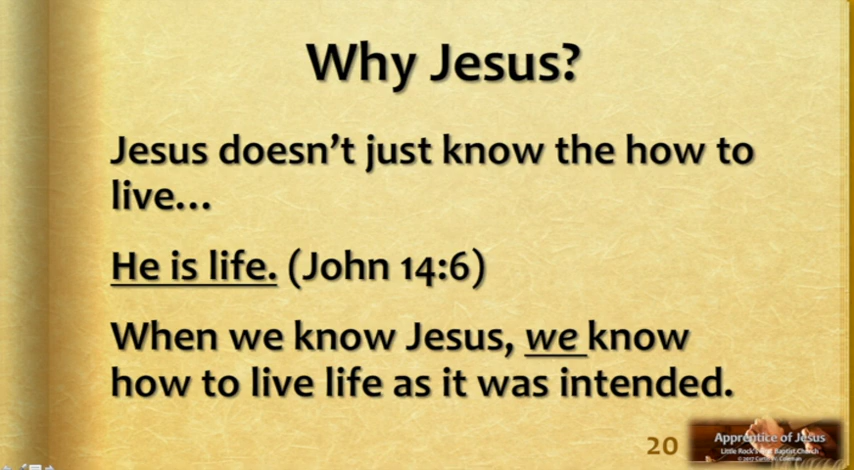 Why Jesus?
Jesus doesn't just know the how to
live...
He is life. (John 14:6)
When we know Jesus, we know
how to live life as it was intended.
20
Apprentice of Jesus
Little Rock's First Baptist Church